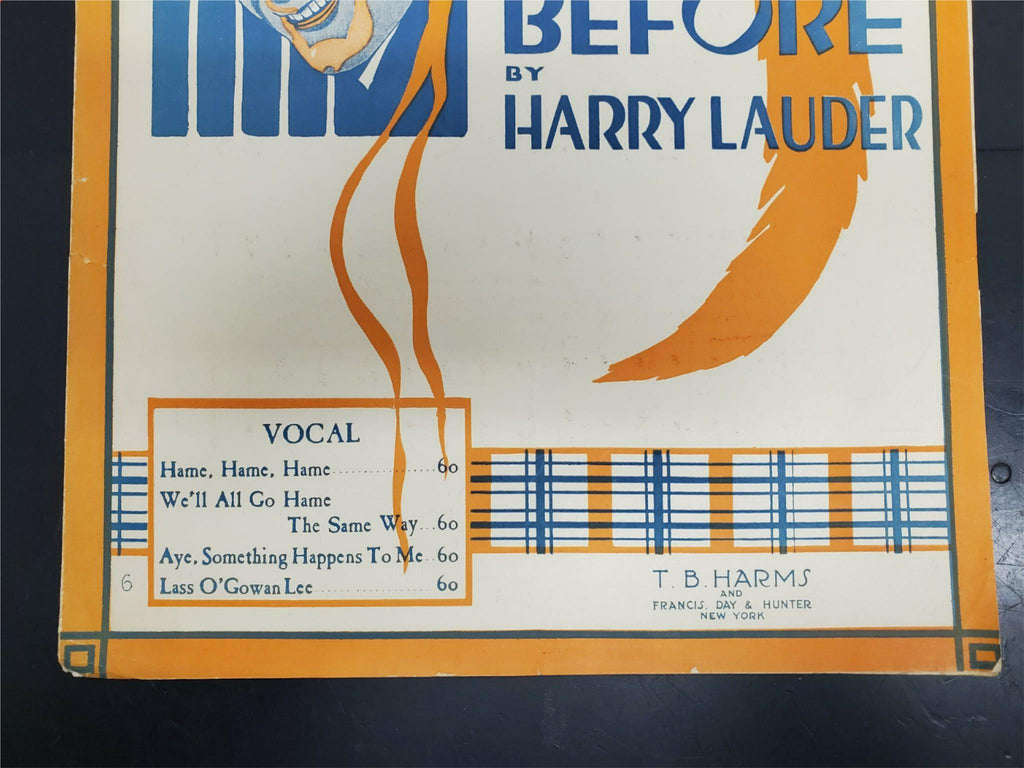 BEFORE
BY
HARRY LAUDER
VOCAL
Hame, Hame, Hame......................60
We'll All Go Hame
The Same Way...60
Aye, Something Happens To Me..60
Lass O'Gowan Lee......................60
6
T. B. HARMS
AND
FRANCIS, DAY & HUNTER
NEW YORK